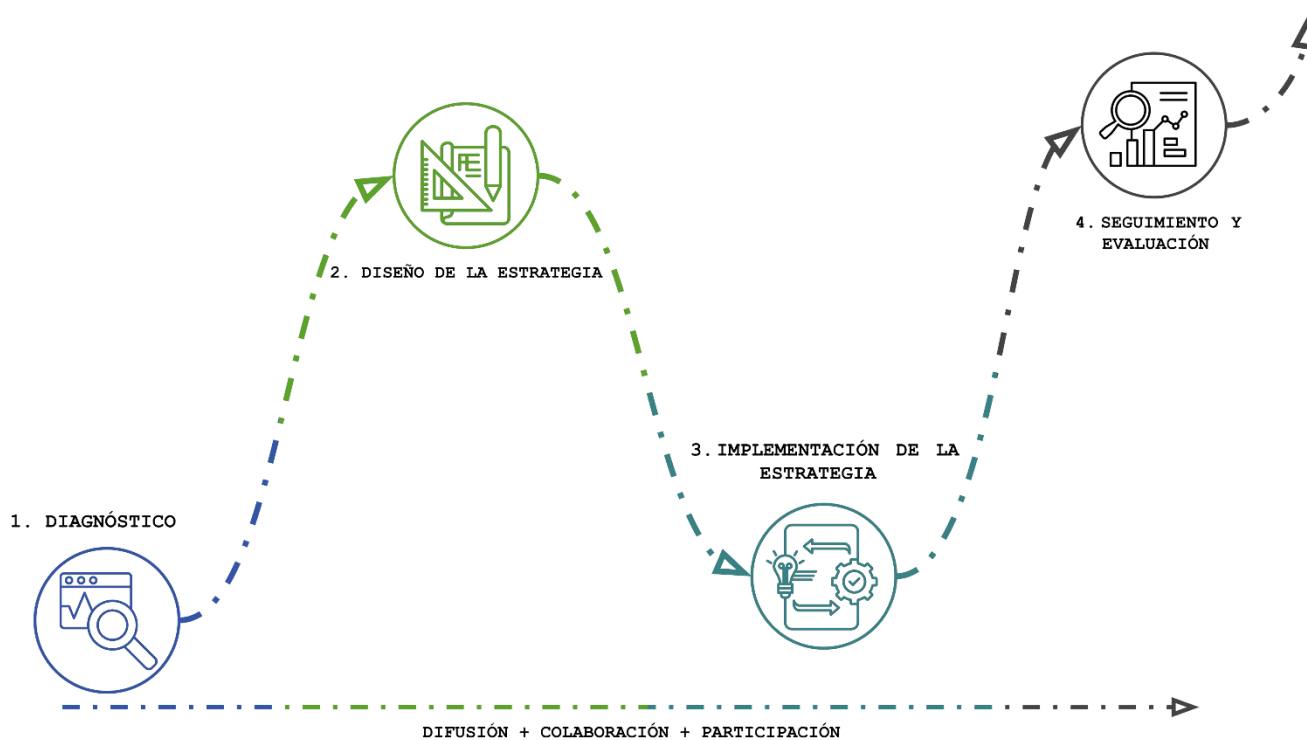 1. DIAGNÓSTICO
2. DISEÑO DE LA ESTRATEGIA
3. IMPLEMENTACIÓN DE LA
ESTRATEGIA
4. SEGUIMIENTO Y
EVALUACIÓN
DIFUSIÓN + COLABORACIÓN + PARTICIPACIÓN